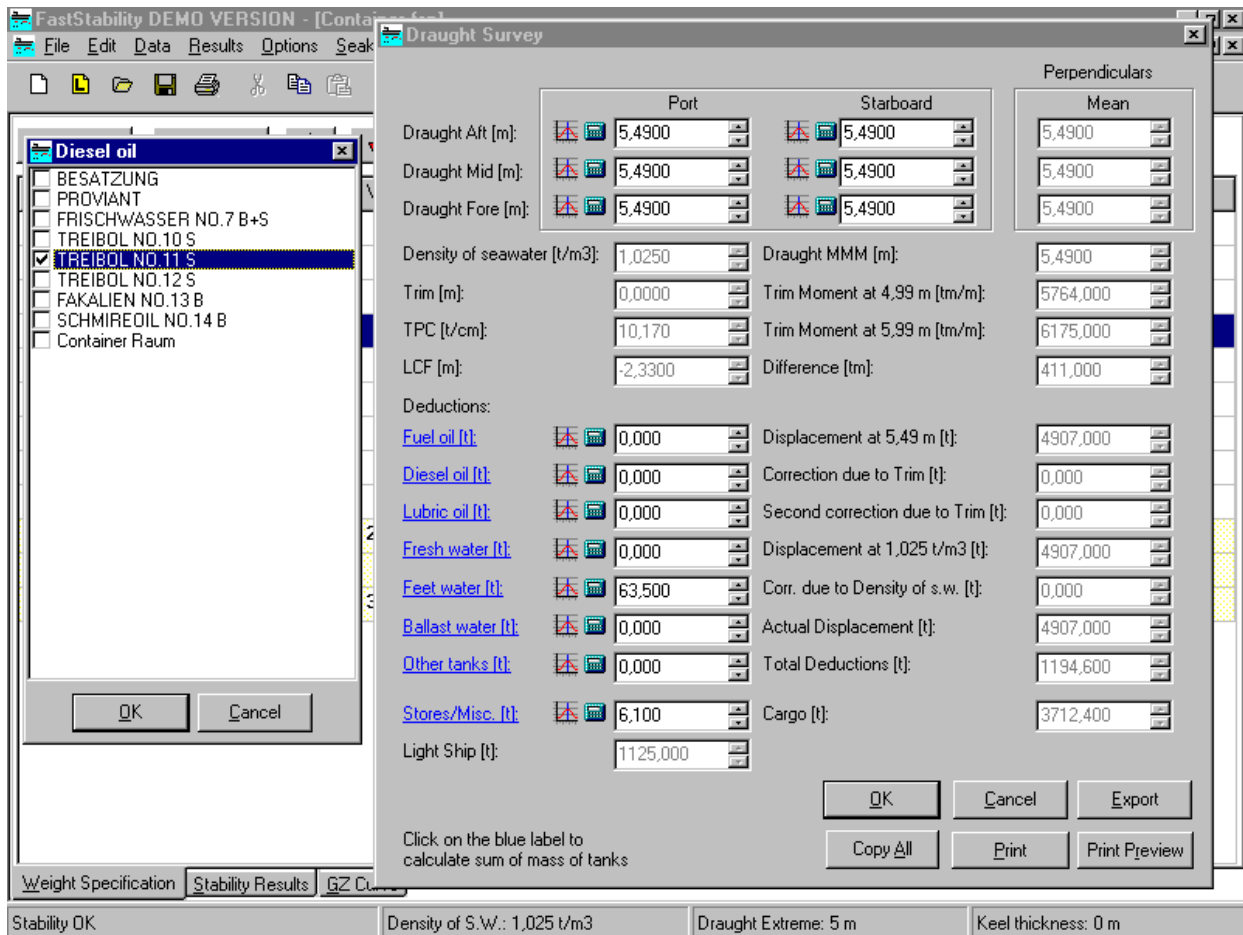 FastStability DEMO VERSION - [Container.fsp]
File Edit Data Results Options Seak
Diesel oil
BESATZUNG
PROVIANT
FRISCHWASSER NO.7 B+S
TREIBOL NO.10 S
TREIBOL NO.11 S
TREIBOL NO.12 S
FAKALIEN NO.13 B
SCHMIREOIL NO.14 B
Container Raum
OK Cancel
Draught Survey
Perpendiculars
Port Starboard Mean
Draught Aft [m]: 5,4900 5,4900 5,4900
Draught Mid [m]: 5,4900 5,4900 5,4900
Draught Fore [m]: 5,4900 5,4900 5,4900
Density of seawater [t/m3]: 1,0250 Draught MMM [m]: 5,4900
Trim [m]: 0,0000 Trim Moment at 4,99 m [tm/m]: 5764,000
TPC [t/cm]: 10,170 Trim Moment at 5,99 m [tm/m]: 6175,000
LCF [m]: -2,3300 Difference [tm]: 411,000
Deductions:
Fuel oil [t]: 0,000 Displacement at 5,49 m [t]: 4907,000
Diesel oil [t]: 0,000 Correction due to Trim [t]: 0,000
Lubric oil [t]: 0,000 Second correction due to Trim [t]: 0,000
Fresh water [t]: 0,000 Displacement at 1,025 t/m3 [t]: 4907,000
Feet water [t]: 63,500 Corr. due to Density of s.w. [t]: 0,000
Ballast water [t]: 0,000 Actual Displacement [t]: 4907,000
Other tanks [t]: 0,000 Total Deductions [t]: 1194,600
Stores/Misc. [t]: 6,100 Cargo [t]: 3712,400
Light Ship [t]: 1125,000
OK Cancel Export
Click on the blue label to
calculate sum of mass of tanks
Copy All Print Print Preview
Weight Specification Stability Results GZ Curve
Stability OK Density of S.W.: 1,025 t/m3 Draught Extreme: 5 m Keel thickness: 0 m